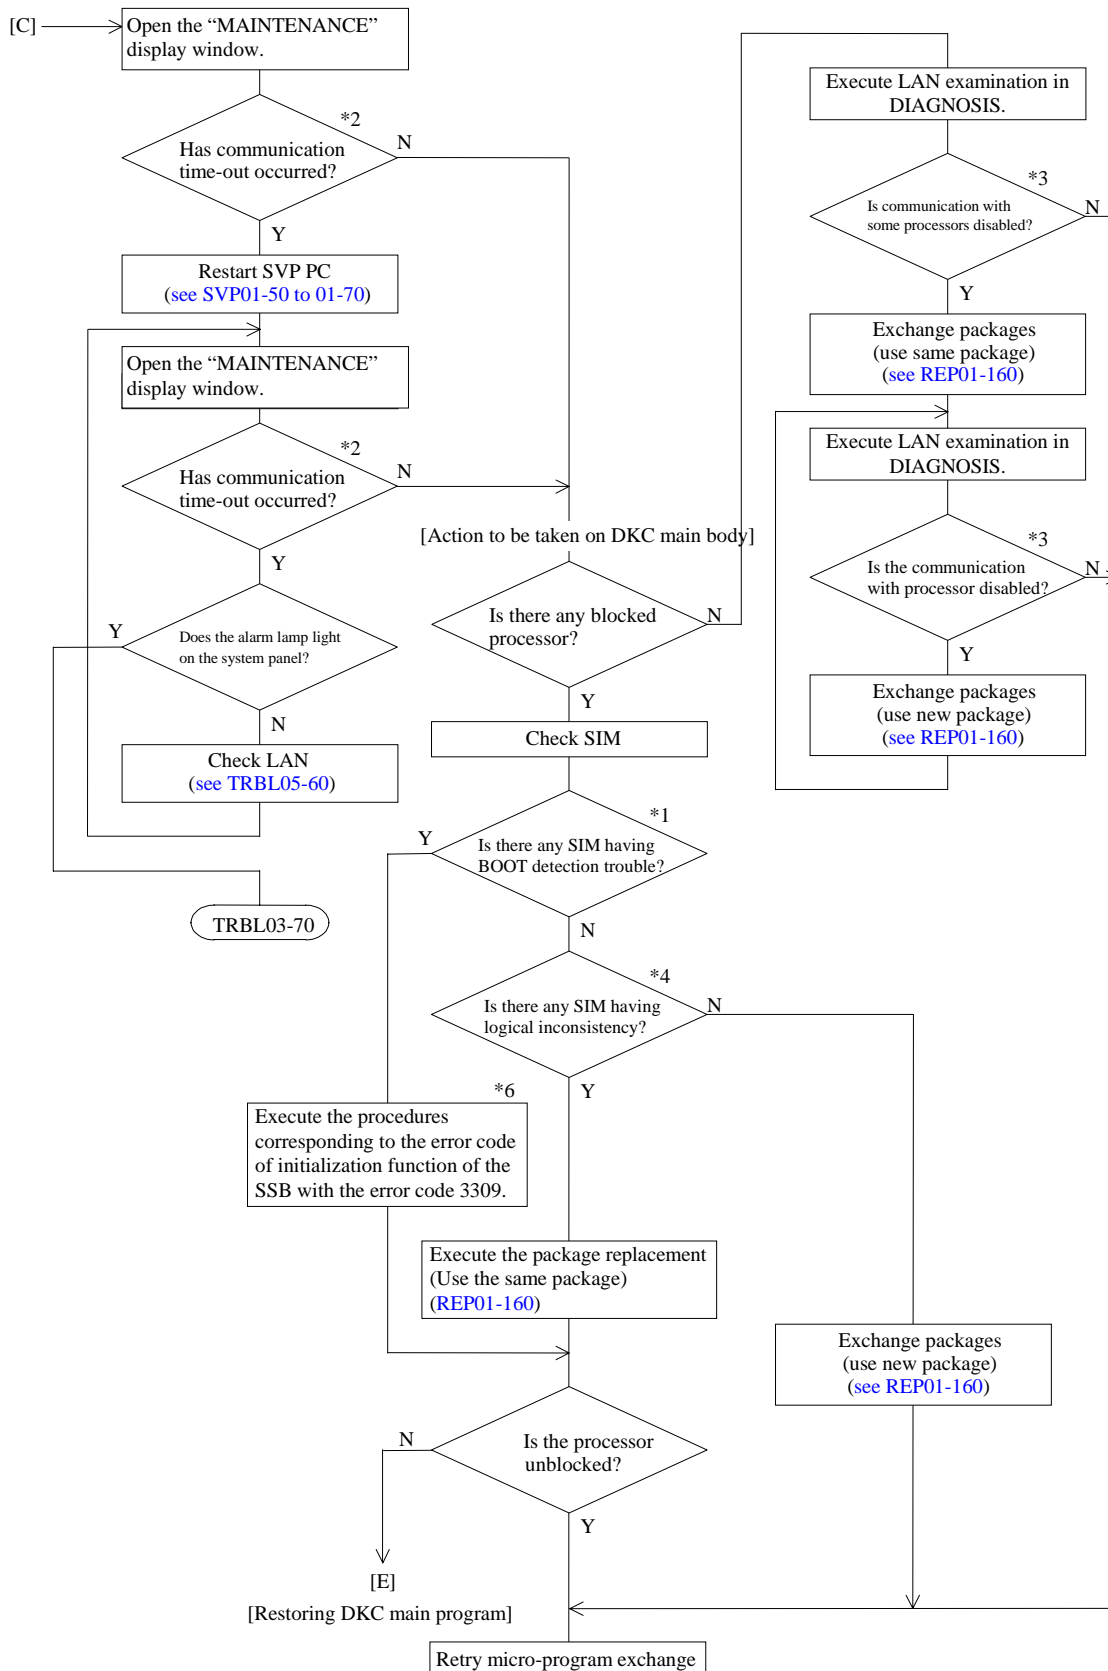 [C]
Open the “MAINTENANCE”
display window.
*2
Has communication
time-out occurred?
N
Y
Restart SVP PC
(see SVP01-50 to 01-70)
Open the “MAINTENANCE”
display window.
*2
Has communication
time-out occurred?
N
Y
Y
Does the alarm lamp light
on the system panel?
N
Check LAN
(see TRBL05-60)
TRBL03-70
[Action to be taken on DKC main body]
Is there any blocked
processor?
N
Y
Check SIM
*1
Y
Is there any SIM having
BOOT detection trouble?
N
*4
Is there any SIM having
logical inconsistency?
N
Y
*6
Execute the procedures
corresponding to the error code
of initialization function of the
SSB with the error code 3309.
Execute the package replacement
(Use the same package)
(REP01-160)
Exchange packages
(use new package)
(see REP01-160)
N
Is the processor
unblocked?
Y
[E]
[Restoring DKC main program]
Retry micro-program exchange
Execute LAN examination in
DIAGNOSIS.
*3
Is communication with
some processors disabled?
N
Y
Exchange packages
(use same package)
(see REP01-160)
Execute LAN examination in
DIAGNOSIS.
*3
Is the communication
with processor disabled?
N
Y
Exchange packages
(use new package)
(see REP01-160)